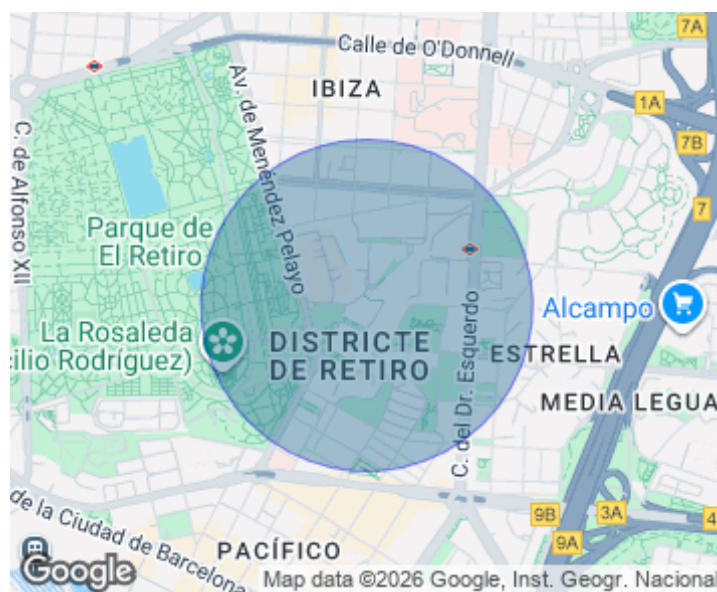 7A
Calle de O'Donnell
IBIZA
1A
7B
Av. de Menéndez Pelayo
C. de Alfonso XII
7
Parque de
El Retiro
Alcampo
La Rosaleda
cilio Rodríguez)
DISTRICTE
DE RETIRO
C. del Dr. Esquerdo
ESTRELLA
MEDIA LEGUA
9B
3A
4
9A
de la Ciudad de Barcelona
PACÍFICO
Google
Map data ©2026 Google, Inst. Geogr. Nacional